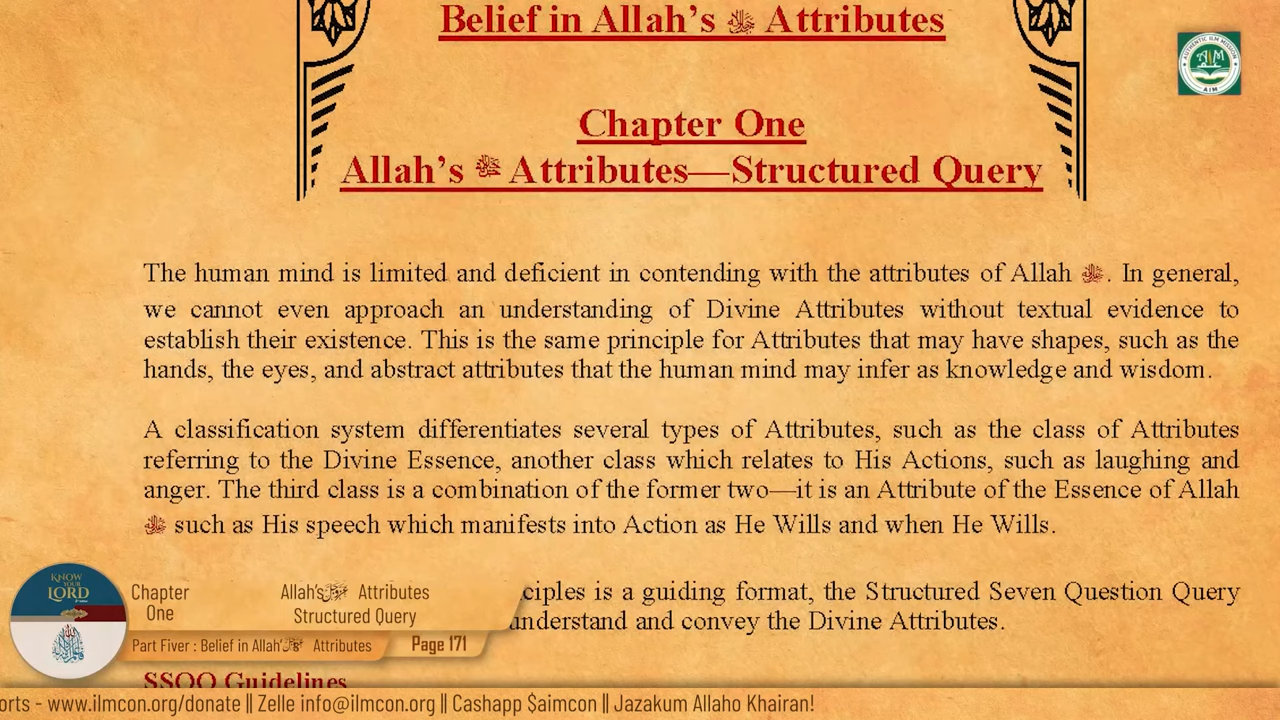 Belief in Allah’s ﷻ Attributes
Chapter One
Allah’s ﷻ Attributes—Structured Query
AUTHENTIC ILM MISSION
AIM
AIM
The human mind is limited and deficient in contending with the attributes of Allah ﷻ. In general,
we cannot even approach an understanding of Divine Attributes without textual evidence to
establish their existence. This is the same principle for Attributes that may have shapes, such as the
hands, the eyes, and abstract attributes that the human mind may infer as knowledge and wisdom.
A classification system differentiates several types of Attributes, such as the class of Attributes
referring to the Divine Essence, another class which relates to His Actions, such as laughing and
anger. The third class is a combination of the former two—it is an Attribute of the Essence of Allah
ﷻ such as His speech which manifests into Action as He Wills and when He Wills.
ciples is a guiding format, the Structured Seven Question Query
understand and convey the Divine Attributes.
SSQQ Guidelines
KNOW
YOUR
LORD
Chapter
One
Allah’s ﷻ Attributes
Structured Query
Part Fiver : Belief in Allah’s ﷻ Attributes
Page 171
orts - www.ilmcon.org/donate || Zelle info@ilmcon.org || Cashapp $aimcon || Jazakum Allaho Khairan!